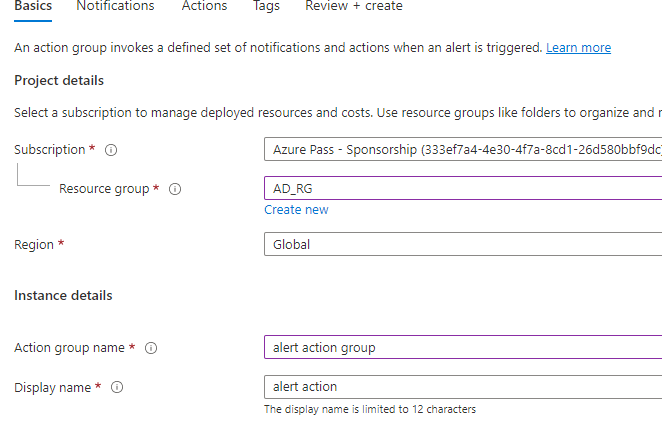 Basics Notifications Actions Tags Review + create
An action group invokes a defined set of notifications and actions when an alert is triggered. Learn more
Project details
Select a subscription to manage deployed resources and costs. Use resource groups like folders to organize and
Subscription * Azure Pass - Sponsorship (333ef7a4-4e30-4f7a-8cd1-26d580bbf9dc
Resource group * AD_RG
Create new
Region * Global
Instance details
Action group name * alert action group
Display name * alert action
The display name is limited to 12 characters